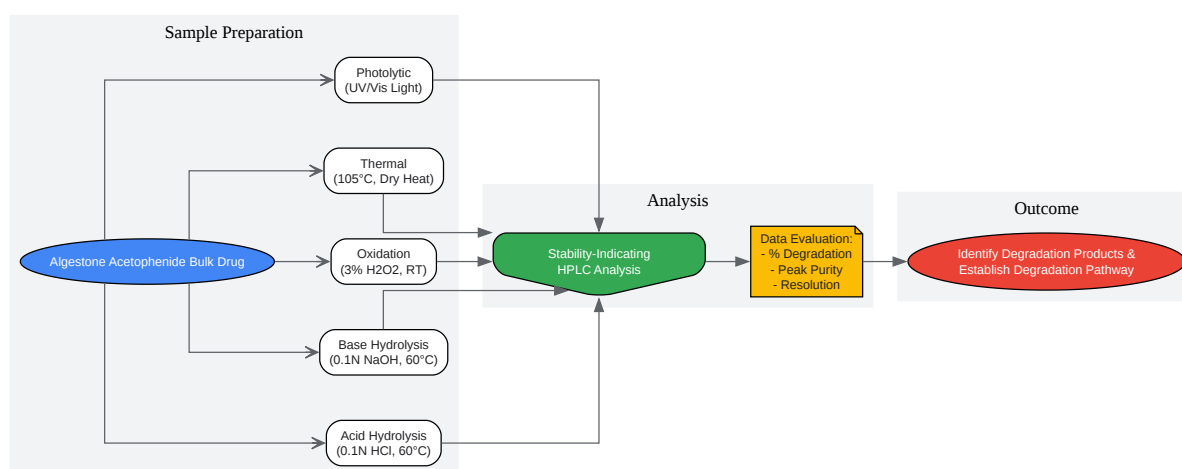 Sample Preparation
Photolytic
(UV/Vis Light)
Thermal
(105°C, Dry Heat)
Algestone Acetophenide Bulk Drug
Oxidation
(3% H2O2, RT)
Base Hydrolysis
(0.1N NaOH, 60°C)
Acid Hydrolysis
(0.1N HCl, 60°C)
Analysis
Stability-Indicating
HPLC Analysis
Data Evaluation:
- % Degradation
- Peak Purity
- Resolution
Outcome
Identify Degradation Products &
Establish Degradation Pathway